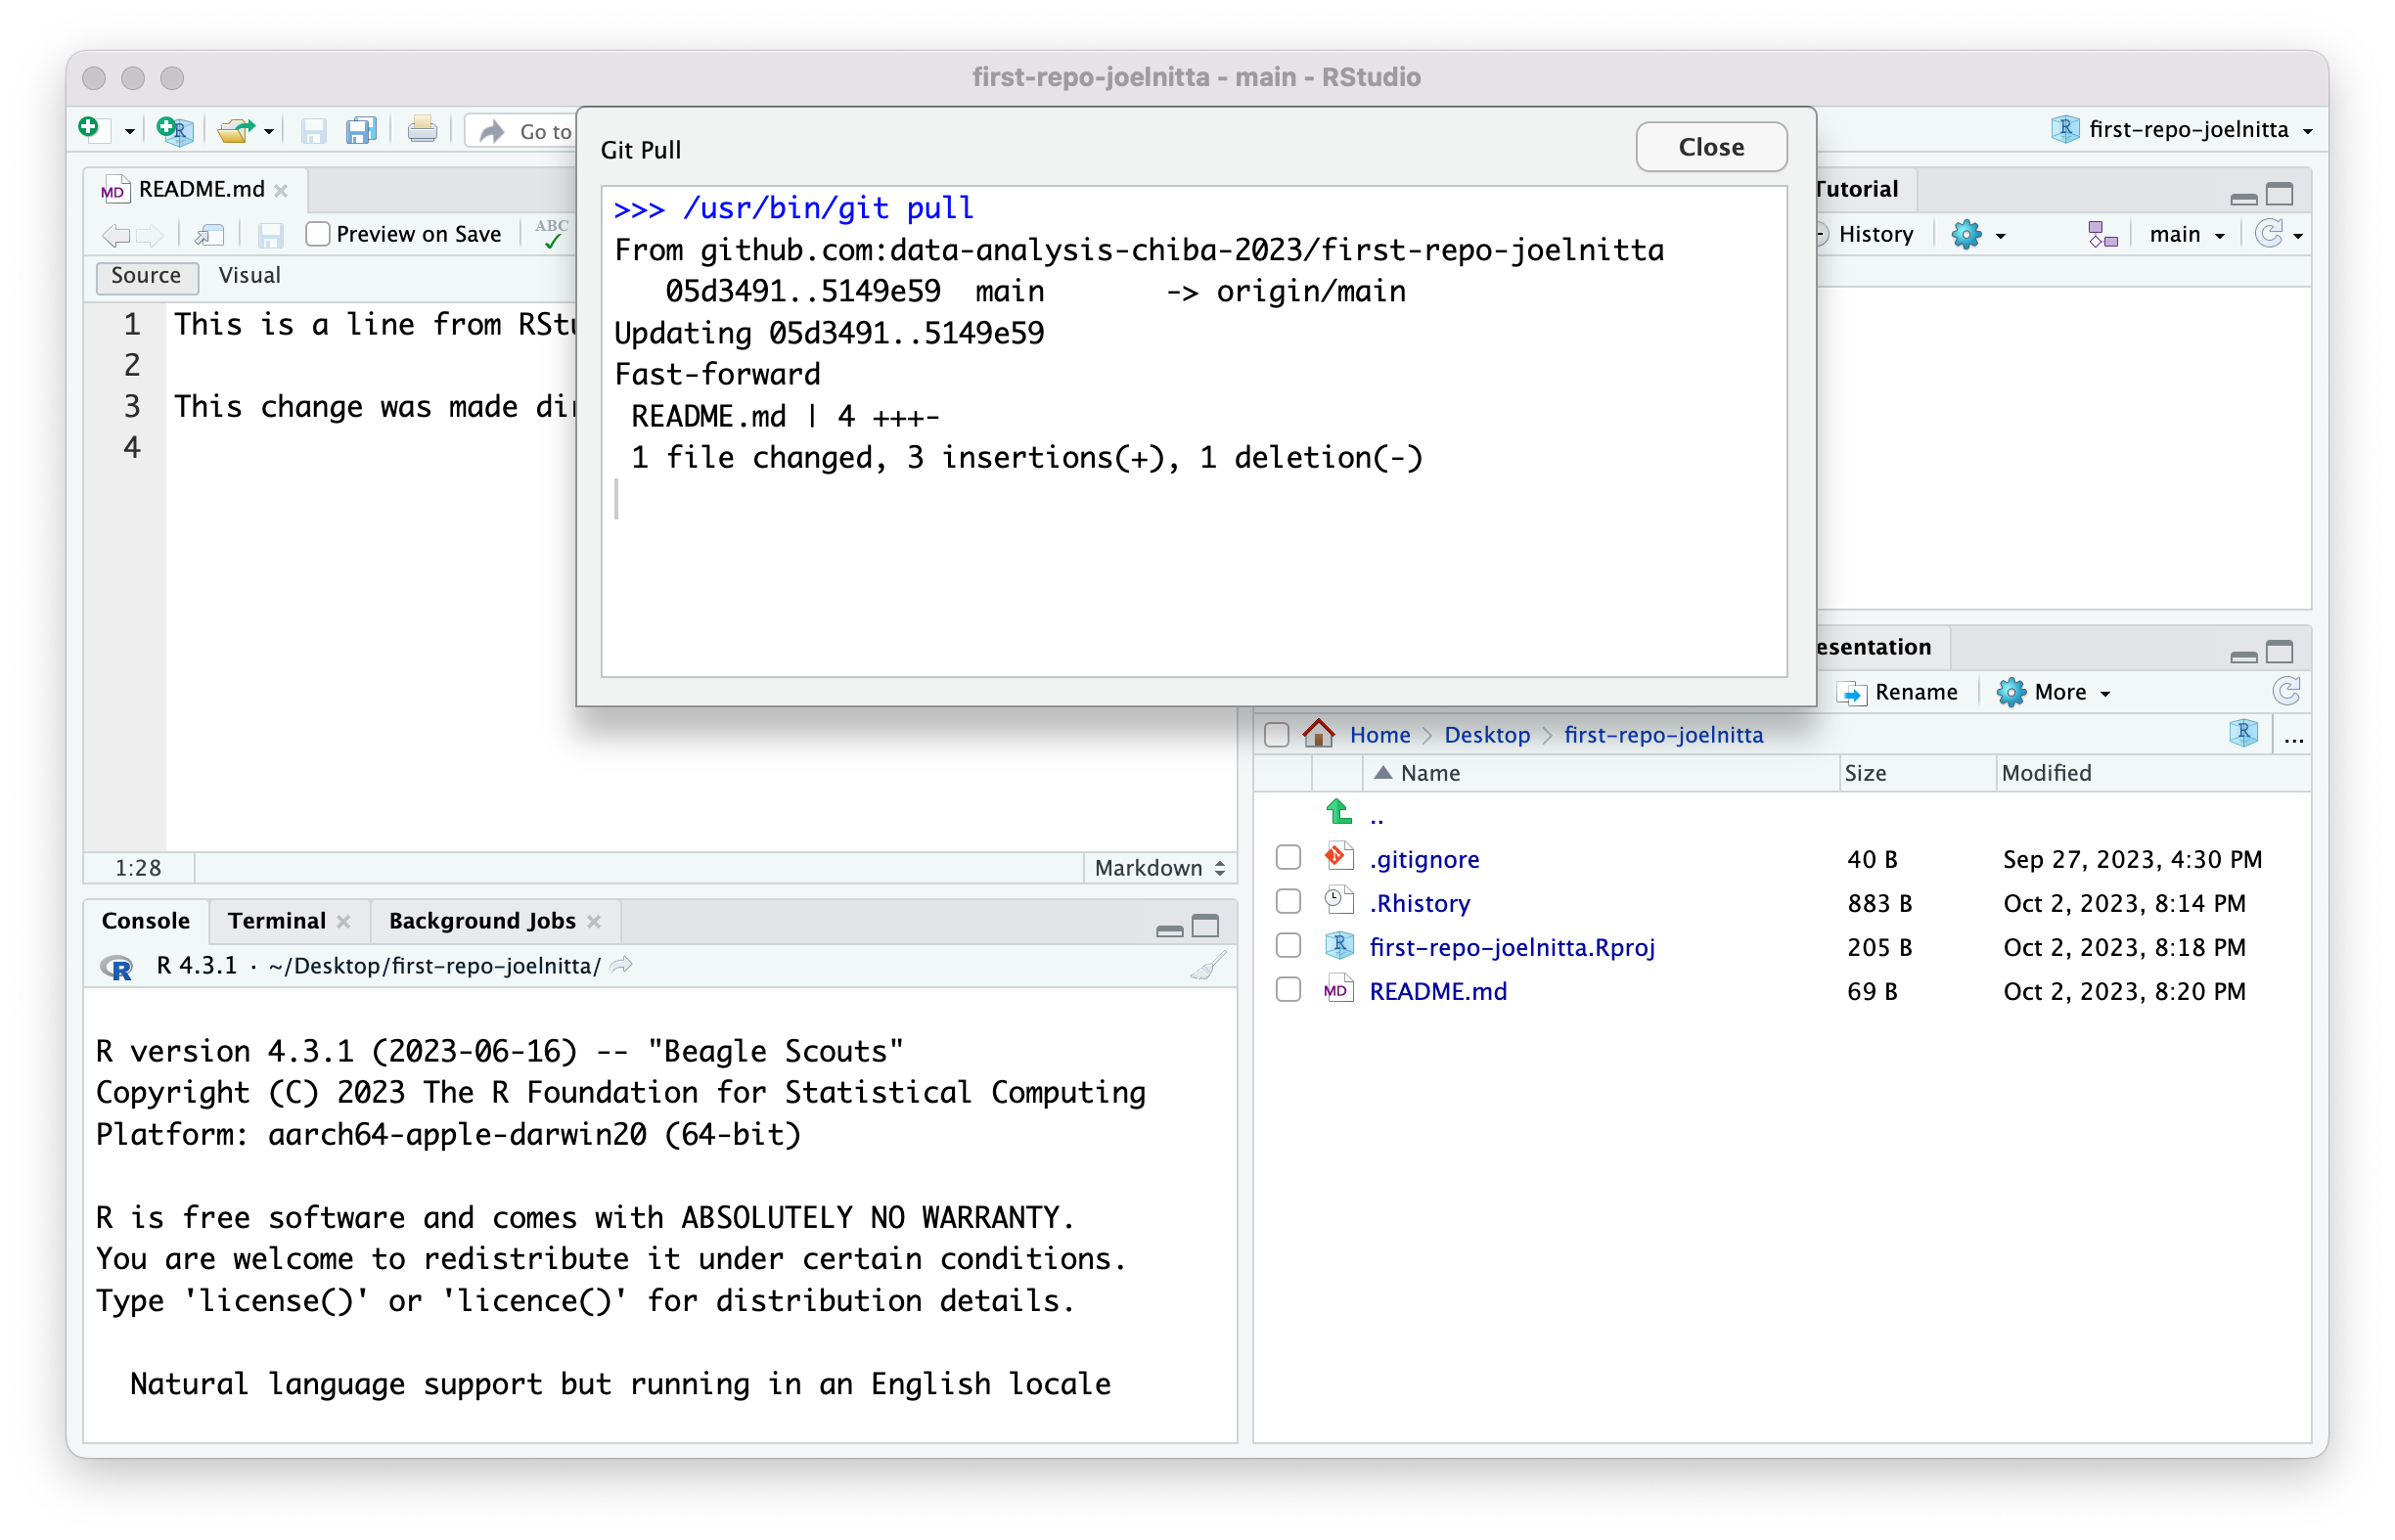 first-repo-joelnitta - main - RStudio
Go to
first-repo-joelnitta
Git Pull
Close
>>> /usr/bin/git pull
From github.com:data-analysis-chiba-2023/first-repo-joelnitta
   05d3491..5149e59  main       -> origin/main
Updating 05d3491..5149e59
Fast-forward
 README.md | 4 +++-
 1 file changed, 3 insertions(+), 1 deletion(-)
README.md
Preview on Save
ABC
Source Visual
1 This is a line from
2
3 This change was made
4
1:28
Markdown
Tutorial
History
main
Rename
More
Home Desktop first-repo-joelnitta
...
Name Size Modified
..
.gitignore 40 B Sep 27, 2023, 4:30 PM
.Rhistory 883 B Oct 2, 2023, 8:14 PM
first-repo-joelnitta.Rproj 205 B Oct 2, 2023, 8:18 PM
README.md 69 B Oct 2, 2023, 8:20 PM
Console Terminal Background Jobs
R 4.3.1 · ~/Desktop/first-repo-joelnitta/
R version 4.3.1 (2023-06-16) -- "Beagle Scouts"
Copyright (C) 2023 The R Foundation for Statistical Computing
Platform: aarch64-apple-darwin20 (64-bit)
R is free software and comes with ABSOLUTELY NO WARRANTY.
You are welcome to redistribute it under certain conditions.
Type 'license()' or 'licence()' for distribution details.
  Natural language support but running in an English locale